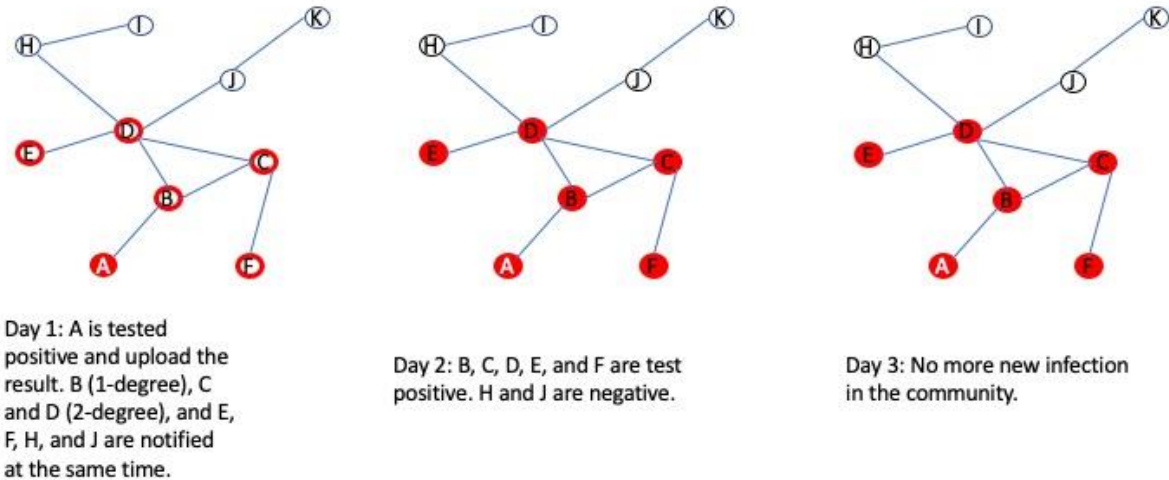 K
I
H
J
D
E
C
B
A
F
K
I
H
J
D
E
C
B
A
F
K
I
H
J
D
E
C
B
A
F
Day 1: A is tested
positive and upload the
result. B (1-degree), C
and D (2-degree), and E,
F, H, and J are notified
at the same time.
Day 2: B, C, D, E, and F are test
positive. H and J are negative.
Day 3: No more new infection
in the community.